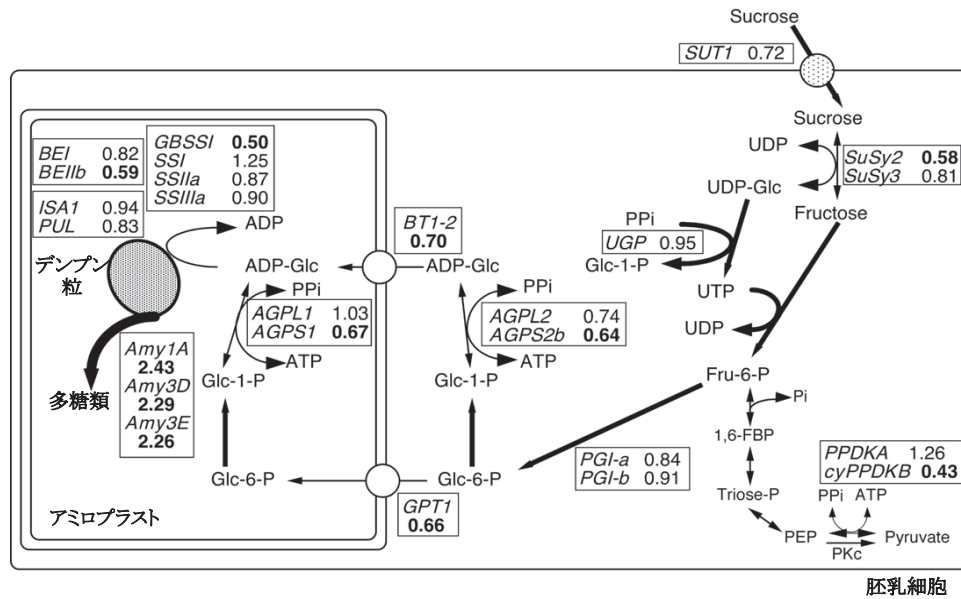 Sucrose
SUT1 0.72
Sucrose
UDP
SuSy2 0.58
SuSy3 0.81
UDP-Glc
Fructose
PPi
UGP 0.95
Glc-1-P
UTP
UDP
Fru-6-P
Pi
1,6-FBP
Triose-P
PEP
PPDKA 1.26
cyPPDKB 0.43
PPi ATP
PKc
Pyruvate
PGI-a 0.84
PGI-b 0.91
BEI 0.82
BEIIb 0.59
ISA1 0.94
PUL 0.83
GBSSI 0.50
SSI 1.25
SSIIa 0.87
SSIIIa 0.90
デンプン
粒
ADP
ADP-Glc
PPi
AGPL1 1.03
AGPS1 0.67
ATP
Glc-1-P
Glc-6-P
多糖類
Amy1A
2.43
Amy3D
2.29
Amy3E
2.26
アミロプラスト
BT1-2
0.70
ADP-Glc
PPi
AGPL2 0.74
AGPS2b 0.64
ATP
Glc-1-P
Glc-6-P
GPT1
0.66
胚乳細胞